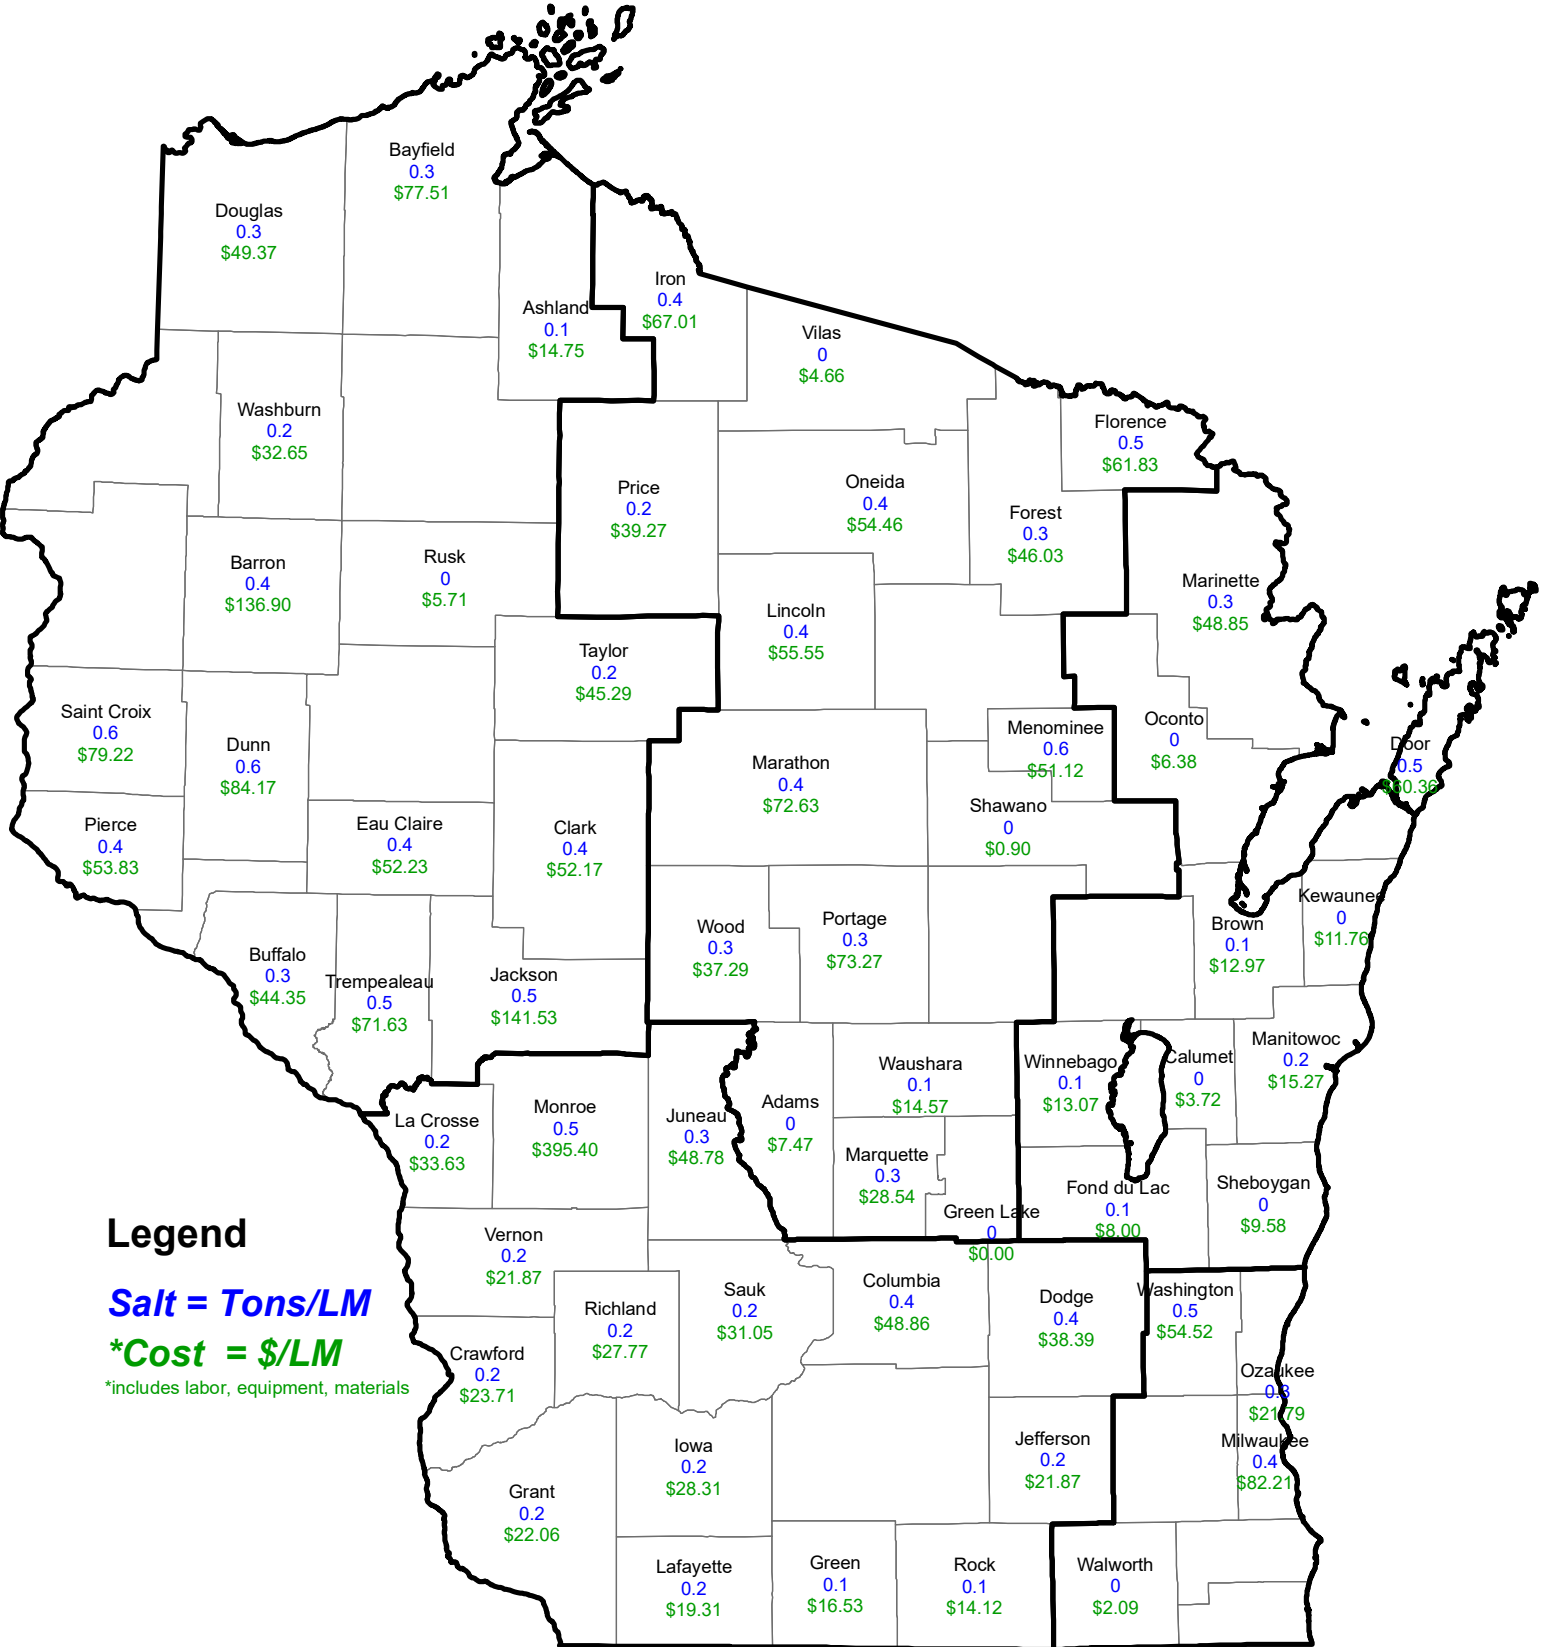 Bayfield
0.3
$77.51
Douglas
0.3
$49.37
Ashland
0.1
$14.75
Iron
0.4
$67.01
Vilas
0
$4.66
Washburn
0.2
$32.65
Florence
0.5
$61.83
Price
0.2
$39.27
Oneida
0.4
$54.46
Forest
0.3
$46.03
Barron
0.4
$136.90
Rusk
0
$5.71
Marinette
0.3
$48.85
Lincoln
0.4
$55.55
Taylor
0.2
$45.29
Saint Croix
0.6
$79.22
Dunn
0.6
$84.17
Menominee
0.6
$51.12
Oconto
0
$6.38
Door
0.5
$60.36
Marathon
0.4
$72.63
Shawano
0
$0.90
Pierce
0.4
$53.83
Eau Claire
0.4
$52.23
Clark
0.4
$52.17
Wood
0.3
$37.29
Portage
0.3
$73.27
Brown
0.1
$12.97
Kewaunee
0
$11.76
Buffalo
0.3
$44.35
Trempealeau
0.5
$71.63
Jackson
0.5
$141.53
Waushara
0.1
$14.57
Winnebago
0.1
$13.07
Calumet
0
$3.72
Manitowoc
0.2
$15.27
La Crosse
0.2
$33.63
Monroe
0.5
$395.40
Juneau
0.3
$48.78
Adams
0
$7.47
Marquette
0.3
$28.54
Green Lake
0
$0.00
Fond du Lac
0.1
$8.00
Sheboygan
0
$9.58
Legend
Salt = Tons/LM
*Cost = $/LM
*includes labor, equipment, materials
Vernon
0.2
$21.87
Richland
0.2
$27.77
Sauk
0.2
$31.05
Columbia
0.4
$48.86
Dodge
0.4
$38.39
Washington
0.5
$54.52
Crawford
0.2
$23.71
Ozaukee
0.3
$21.79
Iowa
0.2
$28.31
Jefferson
0.2
$21.87
Milwaukee
0.4
$82.21
Grant
0.2
$22.06
Lafayette
0.2
$19.31
Green
0.1
$16.53
Rock
0.1
$14.12
Walworth
0
$2.09